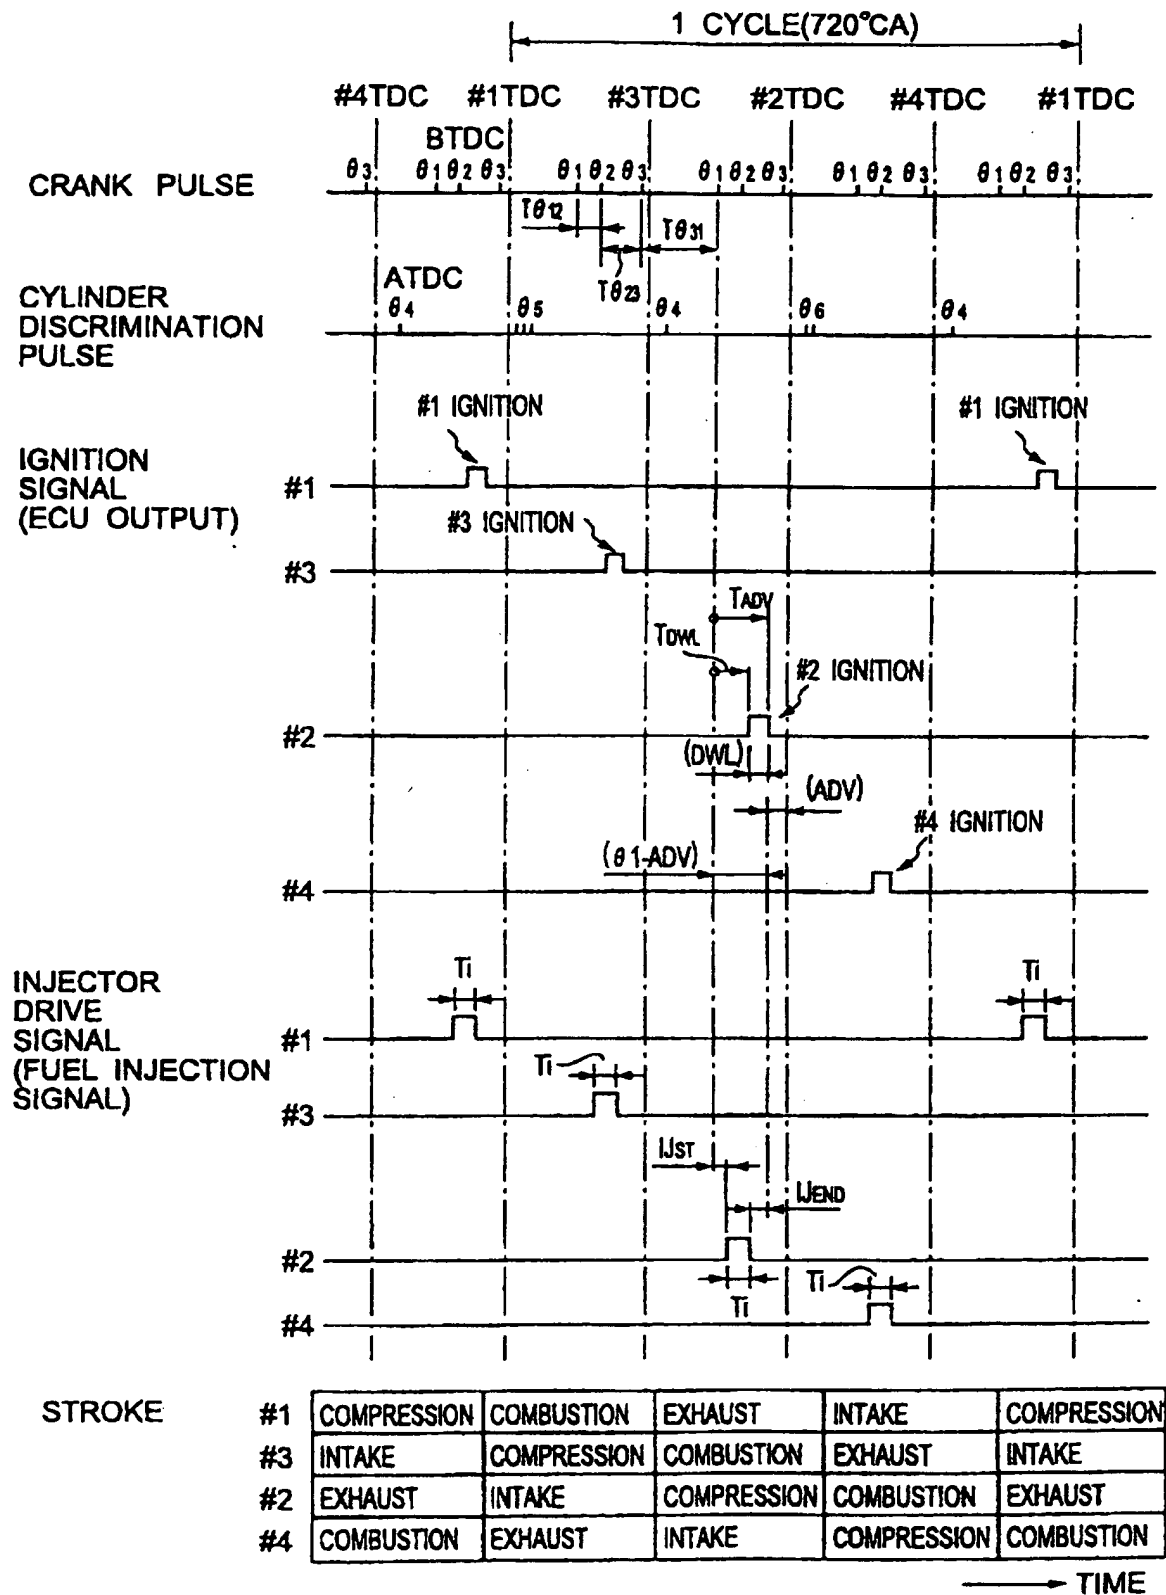 1 CYCLE(720°CA)
#4TDC #1TDC #3TDC #2TDC #4TDC #1TDC
BTDC
CRANK PULSE
θ3 θ1 θ2 θ3 θ1 θ2 θ3 θ1 θ2 θ3 θ1 θ2 θ3 θ1 θ2 θ3
Tθ12
Tθ31
Tθ23
ATDC
CYLINDER
DISCRIMINATION
PULSE
θ4 θ5 θ4 θ6 θ4
#1 IGNITION #1 IGNITION
IGNITION
SIGNAL
(ECU OUTPUT)
#1
#3 IGNITION
#3
TADV
TDWL
#2 IGNITION
#2
(DWL)
(ADV)
#4 IGNITION
(θ1-ADV)
#4
INJECTOR
DRIVE
SIGNAL
(FUEL INJECTION
SIGNAL)
Ti Ti
#1
Ti
#3
IJST
IJEND
#2
Ti
Ti
#4
STROKE
#1 COMPRESSION COMBUSTION EXHAUST INTAKE COMPRESSION
#3 INTAKE COMPRESSION COMBUSTION EXHAUST INTAKE
#2 EXHAUST INTAKE COMPRESSION COMBUSTION EXHAUST
#4 COMBUSTION EXHAUST INTAKE COMPRESSION COMBUSTION
TIME